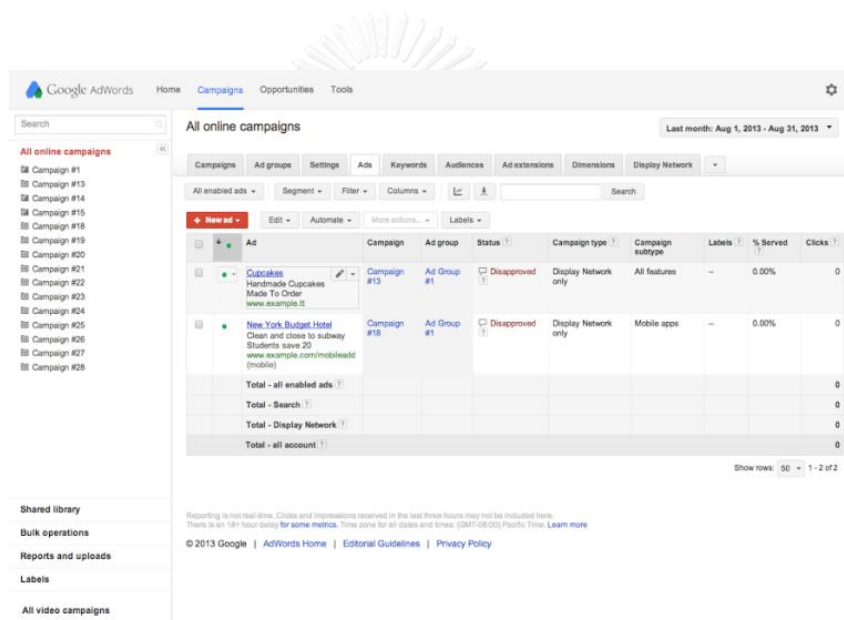 Google AdWords Home Campaigns Opportunities Tools
Search
All online campaigns
Campaign #1
Campaign #13
Campaign #14
Campaign #15
Campaign #18
Campaign #19
Campaign #20
Campaign #21
Campaign #22
Campaign #23
Campaign #24
Campaign #25
Campaign #26
Campaign #27
Campaign #28
Shared library
Bulk operations
Reports and uploads
Labels
All video campaigns
All online campaigns
Last month: Aug 1, 2013 - Aug 31, 2013
Campaigns Ad groups Settings Ads Keywords Audiences Ad extensions Dimensions Display Network
All enabled ads Segment Filter Columns Search
+ New ad Edit Automate More actions... Labels
Ad Campaign Ad group Status ? Campaign type ? Campaign subtype Labels ? % Served ? Clicks ?
Cupcakes
Handmade Cupcakes
Made To Order
www.example.tt
Campaign #13 Ad Group #1 Disapproved ? Display Network only All features -- 0.00% 0
New York Budget Hotel
Clean and close to subway
Students save 20
www.example.com/mobileadd
(mobile)
Campaign #18 Ad Group #1 Disapproved ? Display Network only Mobile apps -- 0.00% 0
Total - all enabled ads ? 0
Total - Search ? 0
Total - Display Network ? 0
Total - all account ? 0
Show rows: 50 1 - 2 of 2
Reporting is not real-time. Clicks and impressions received in the last three hours may not be included here.
There is an 18+ hour delay for some metrics. Time zone for all dates and times: (GMT-08:00) Pacific Time. Learn more
© 2013 Google | AdWords Home | Editorial Guidelines | Privacy Policy